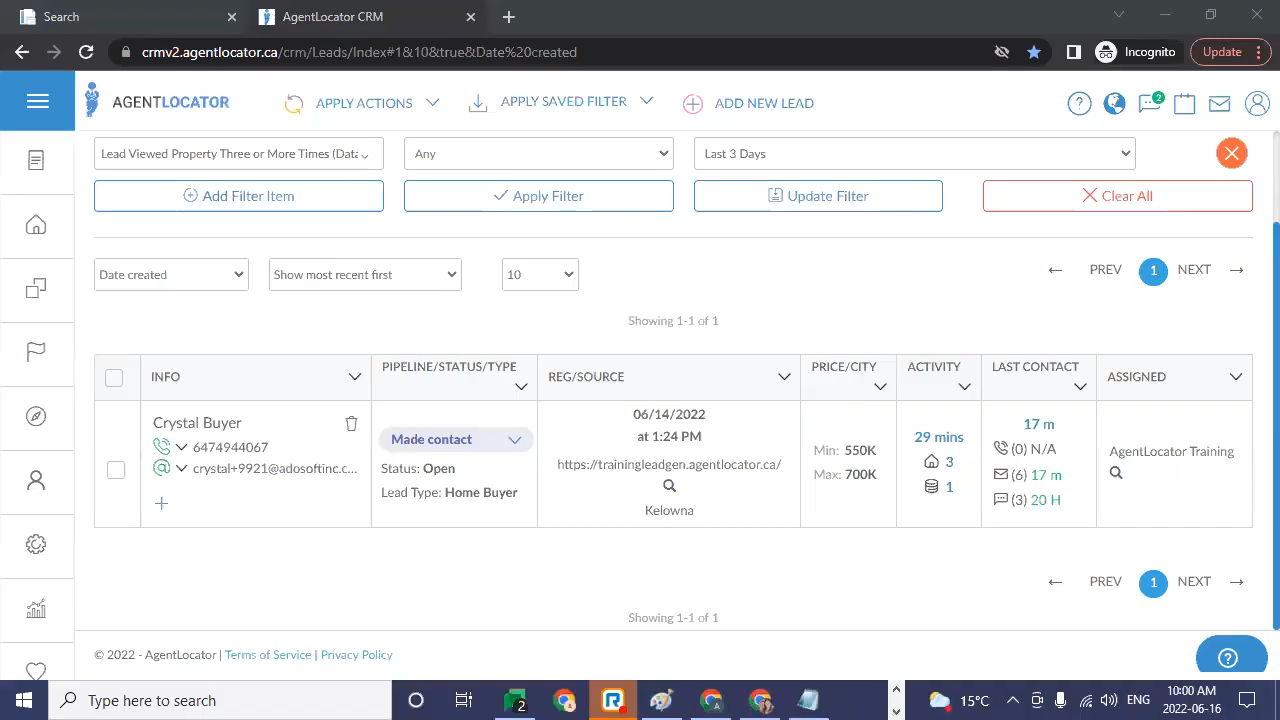 Search
AgentLocator CRM
crmv2.agentlocator.ca/crm/Leads/Index#1&10&true&Date%20created
Incognito
Update
AGENTLOCATOR
APPLY ACTIONS
APPLY SAVED FILTER
ADD NEW LEAD
2
Lead Viewed Property Three or More Times (Data
Any
Last 3 Days
Add Filter Item
Apply Filter
Update Filter
Clear All
Date created
Show most recent first
10
PREV
1
NEXT
Showing 1-1 of 1
INFO
PIPELINE/STATUS/TYPE
REG/SOURCE
PRICE/CITY
ACTIVITY
LAST CONTACT
ASSIGNED
Crystal Buyer
6474944067
crystal+9921@adosoftinc.c...
Made contact
Status: Open
Lead Type: Home Buyer
06/14/2022
at 1:24 PM
https://trainingleadgen.agentlocator.ca/
Kelowna
Min: 550K
Max: 700K
29 mins
3
1
17 m
(0) N/A
(6) 17 m
(3) 20 H
AgentLocator Training
PREV
1
NEXT
Showing 1-1 of 1
© 2022 - AgentLocator | Terms of Service | Privacy Policy
Type here to search
2
15°C
ENG
10:00 AM
2022-06-16